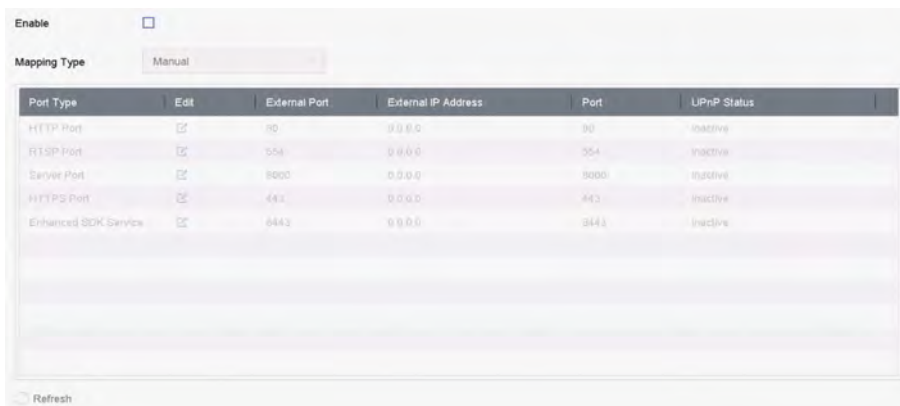 Enable
Mapping Type Manual
Port Type Edit External Port External IP Address Port UPnP Status
HTTP Port 80 0.0.0.0 80 Inactive
RTSP Port 554 0.0.0.0 554 Inactive
Server Port 8000 0.0.0.0 8000 Inactive
HTTPS Port 443 0.0.0.0 443 Inactive
Enhanced SDK Service 8443 0.0.0.0 8443 Inactive
Refresh